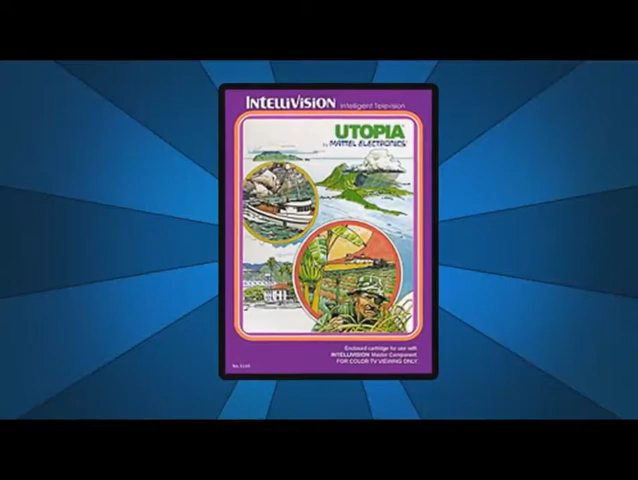 INTELLIVISION Intelligent Television
UTOPIA
by MATTEL ELECTRONICS
Enclosed cartridge for use with
INTELLIVISION Master Component
FOR COLOR TV VIEWING ONLY